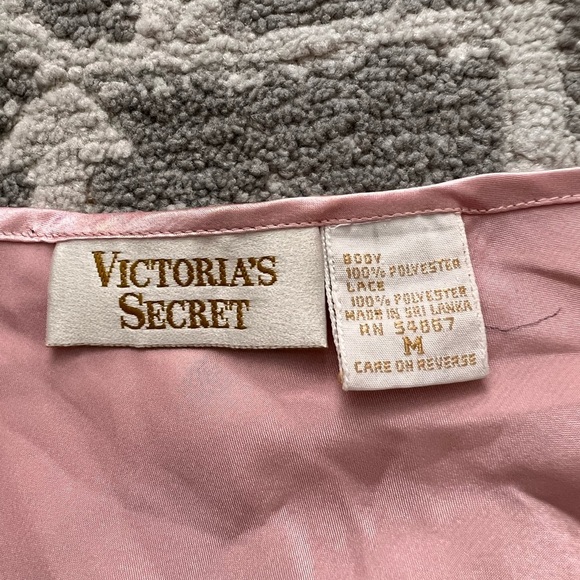 VICTORIA'S
SECRET
BODY
100% POLYESTER
LACE
100% POLYESTER
MADE IN SRI LANKA
RN 54867
M
CARE ON REVERSE